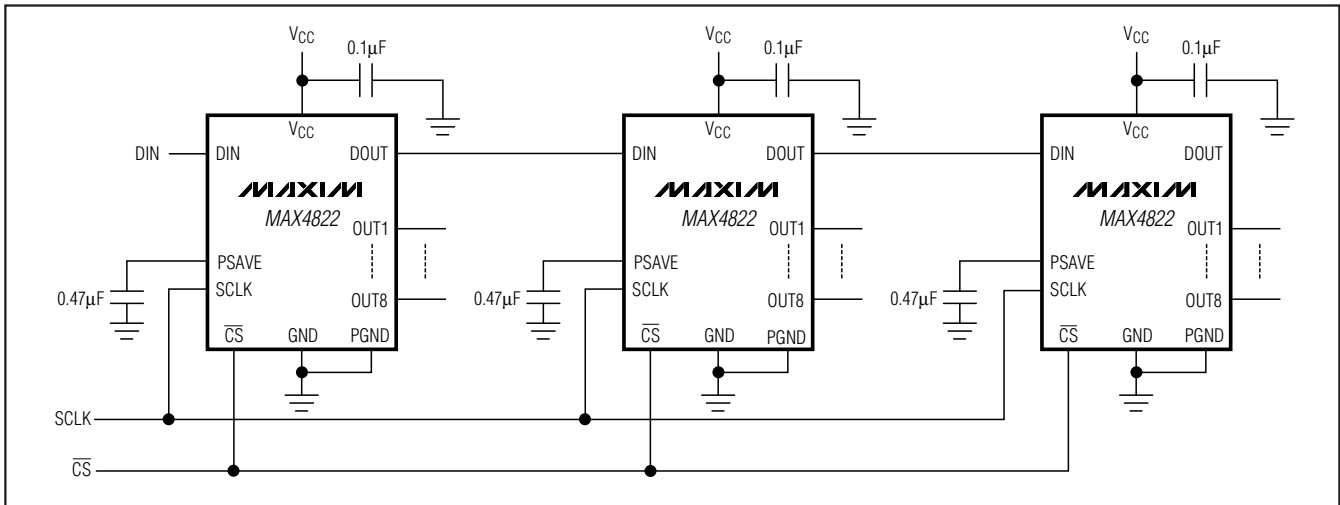 VCC 0.1μF VCC 0.1μF VCC 0.1μF
VCC VCC VCC
DIN DIN DOUT DIN DOUT DIN DOUT
MAXIM MAXIM MAXIM
MAX4822 MAX4822 MAX4822
OUT1 OUT1 OUT1
PSAVE PSAVE PSAVE
0.47μF SCLK OUT8 0.47μF SCLK OUT8 0.47μF SCLK OUT8
CS GND PGND CS GND PGND CS GND PGND
SCLK
CS